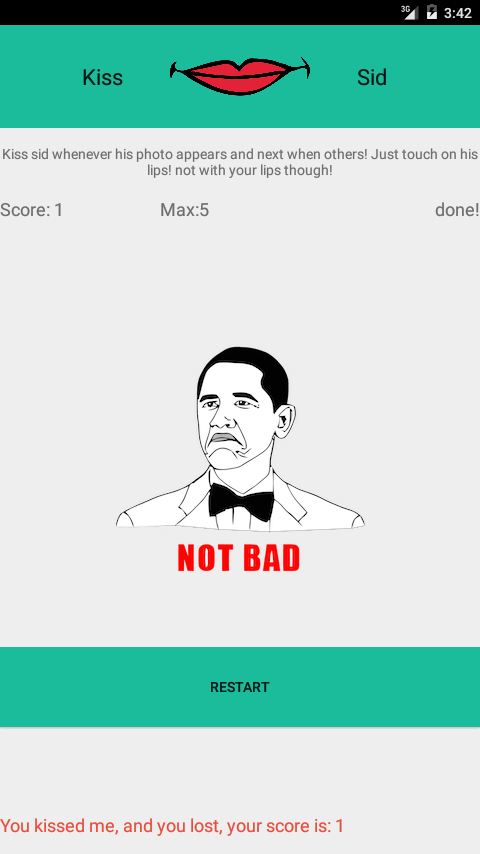 3G 3:42
Kiss Sid
Kiss sid whenever his photo appears and next when others! Just touch on his
lips! not with your lips though!
Score: 1 Max:5 done!
NOT BAD
RESTART
You kissed me, and you lost, your score is: 1